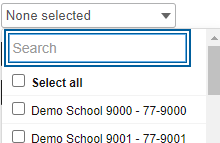 None selected
Search
Select all
Demo School 9000 - 77-9000
Demo School 9001 - 77-9001